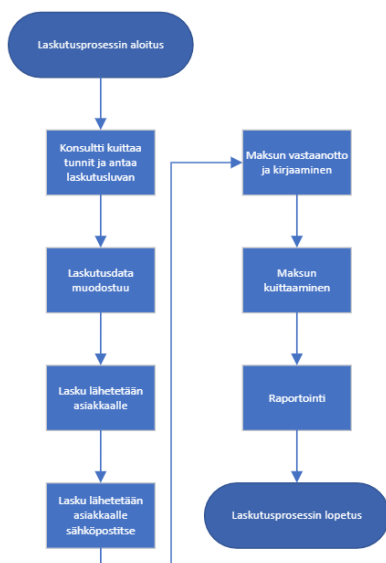 Laskutusprosessin aloitus
Konsultti kuittaa
tunnit ja antaa
laskutusluvan
Laskutusdata
muodostuu
Lasku lähetetään
asiakkaalle
Lasku lähetetään
asiakkaalle
sähköpostitse
Maksun vastaanotto
ja kirjaaminen
Maksun
kuittaaminen
Raportointi
Laskutusprosessin lopetus